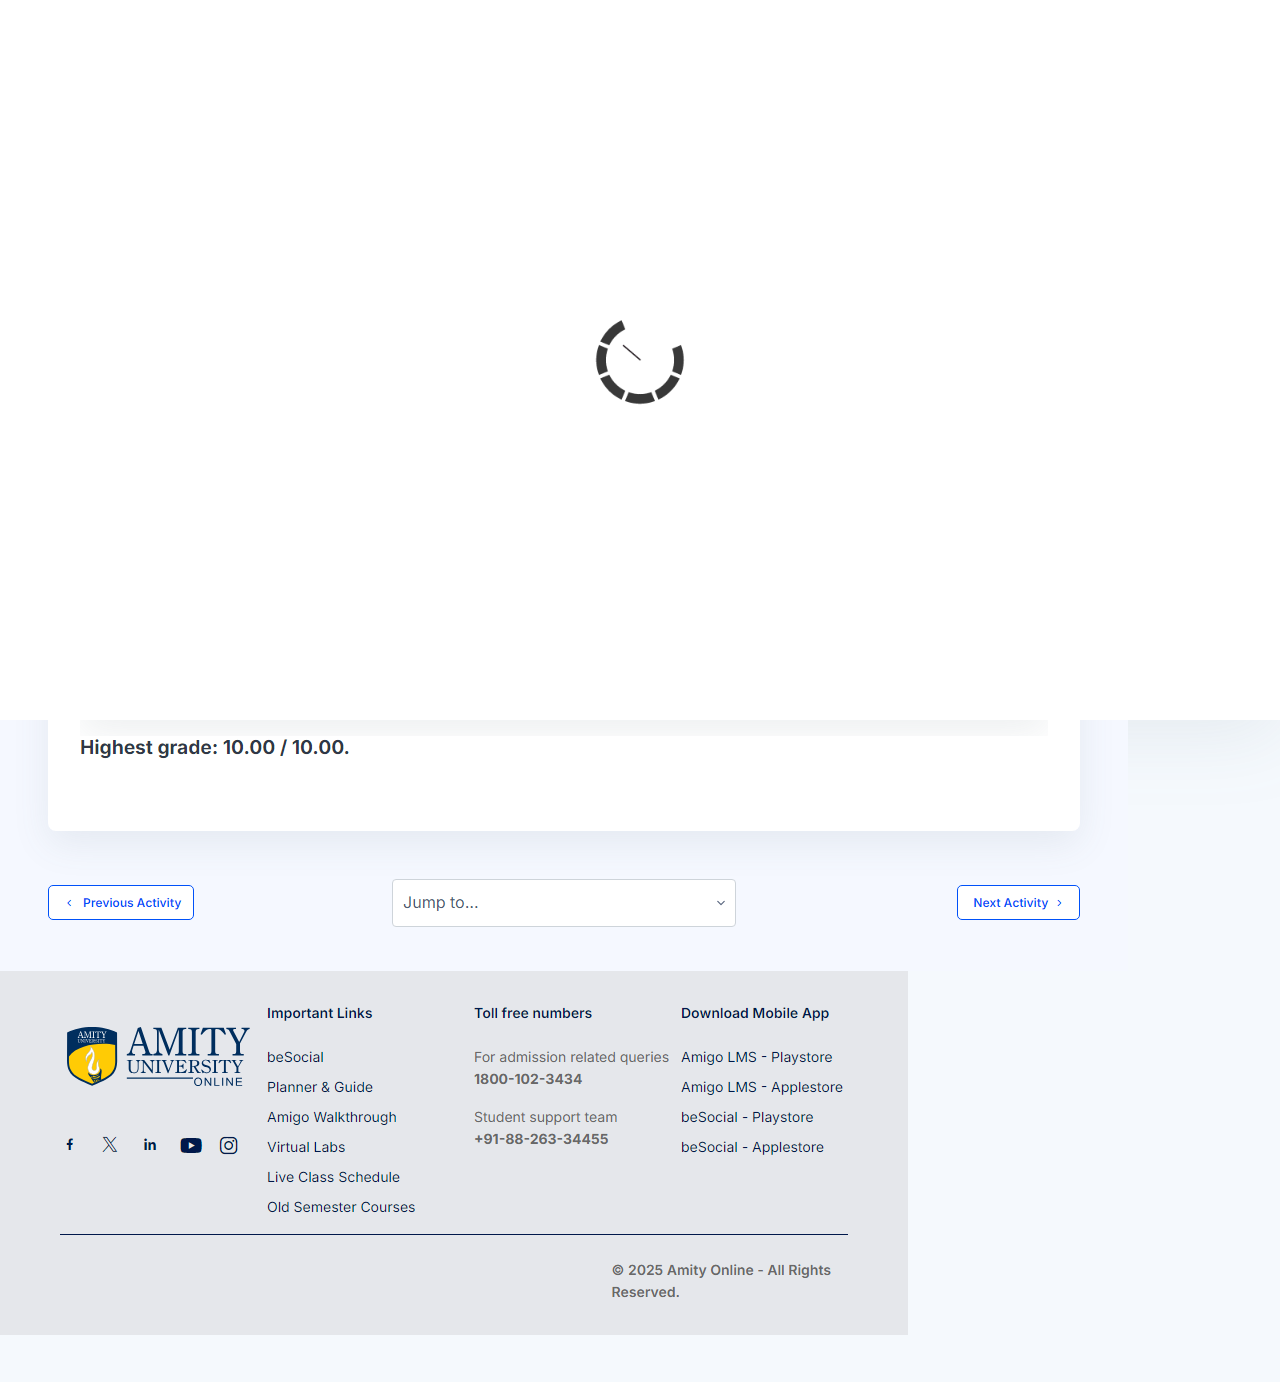 Highest grade: 10.00 / 10.00.
Previous Activity
Jump to...
Next Activity
AMITY
UNIVERSITY
AMITY
UNIVERSITY
ONLINE
Important Links
beSocial
Planner & Guide
Amigo Walkthrough
Virtual Labs
Live Class Schedule
Old Semester Courses
Toll free numbers
For admission related queries
1800-102-3434
Student support team
+91-88-263-34455
Download Mobile App
Amigo LMS - Playstore
Amigo LMS - Applestore
beSocial - Playstore
beSocial - Applestore
© 2025 Amity Online - All Rights
Reserved.